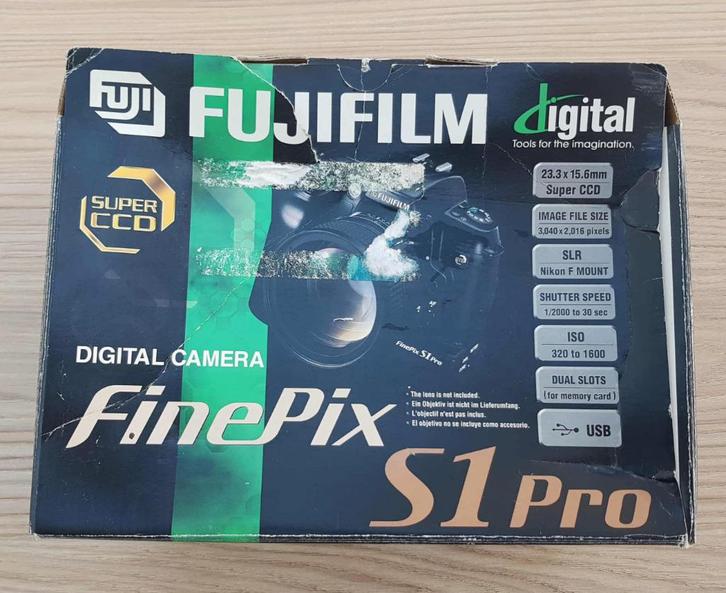 FUJI FUJIFILM
digital
Tools for the imagination.
SUPER
CCD
23.3 x 15.6mm
Super CCD
IMAGE FILE SIZE
3,040 x 2,016 pixels
SLR
Nikon F MOUNT
SHUTTER SPEED
1/2000 to 30 sec
ISO
320 to 1600
DUAL SLOTS
(for memory card)
USB
FUJIFILM
FinePix S1Pro
DIGITAL CAMERA
FinePix
S1 Pro
• The lens is not included.
• Ein Objektiv ist nicht im Lieferumfang.
• L'objectif n'est pas inclus.
• El objetivo no se incluye como accesorio.